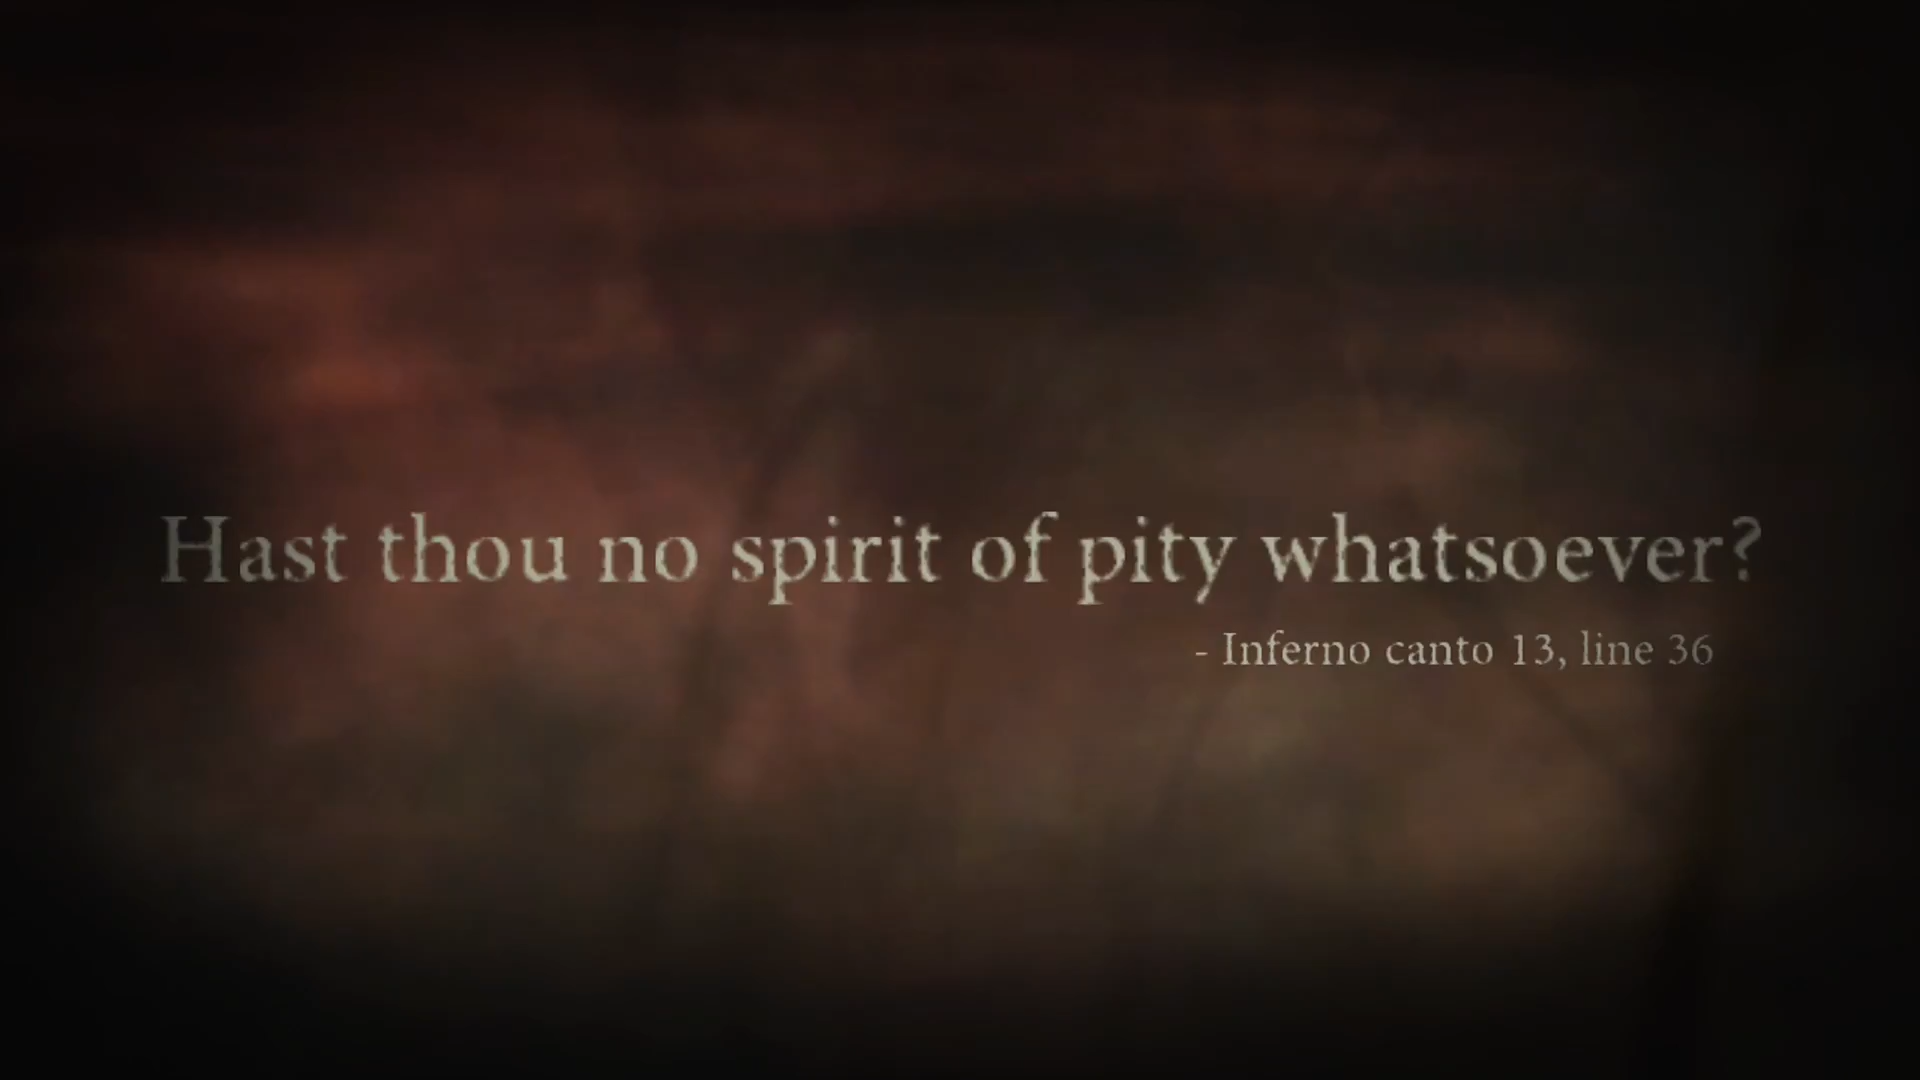 Hast thou no spirit of pity whatsoever?
- Inferno canto 13, line 36